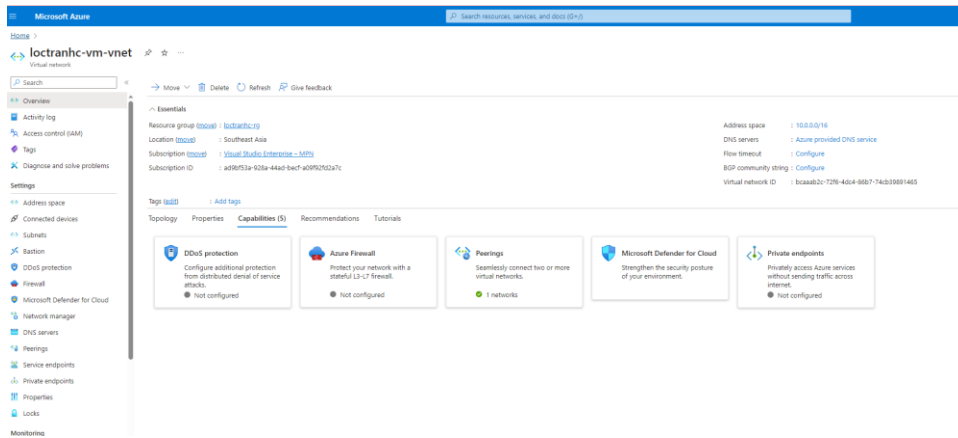 Microsoft Azure
Search resources, services, and docs (G+/)
Home >
loctranhc-vm-vnet
Virtual network
Search
Overview
Activity log
Access control (IAM)
Tags
Diagnose and solve problems
Settings
Address space
Connected devices
Subnets
Bastion
DDoS protection
Firewall
Microsoft Defender for Cloud
Network manager
DNS servers
Peerings
Service endpoints
Private endpoints
Properties
Locks
Monitoring
Move Delete Refresh Give feedback
Essentials
Resource group (move) : loctranhc-rg
Location (move) : Southeast Asia
Subscription (move) : Visual Studio Enterprise – MPN
Subscription ID : ad9bf53a-928a-44ad-becf-a09f92fd2a7c
Address space : 10.0.0.0/16
DNS servers : Azure provided DNS service
Flow timeout : Configure
BGP community string : Configure
Virtual network ID
Tags (edit) : Add tags
Topology Properties Capabilities (5) Recommendations Tutorials
DDoS protection
Configure additional protection
from distributed denial of service
attacks.
Not configured
Azure Firewall
Protect your network with a
stateful L3-L7 firewall.
Not configured
Peerings
Seamlessly connect two or more
virtual networks.
1 networks
Microsoft Defender for Cloud
Strengthen the security posture
of your environment.
Private endpoints
Privately access Azure services
without sending traffic across
internet.
Not configured